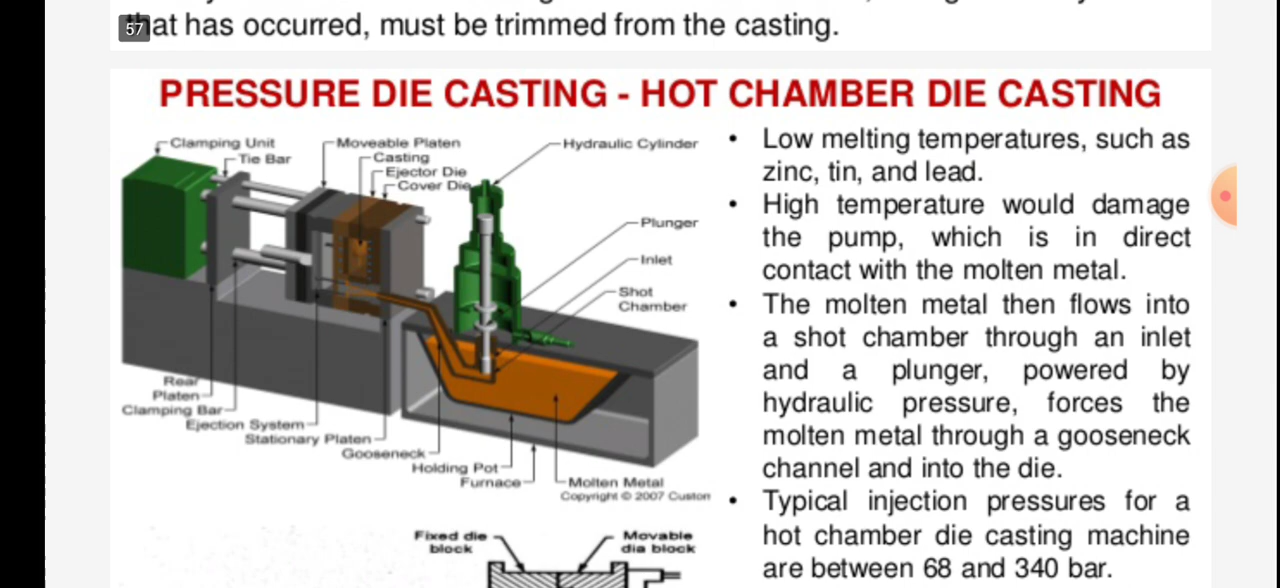 57
that has occurred, must be trimmed from the casting.
PRESSURE DIE CASTING - HOT CHAMBER DIE CASTING
Clamping Unit
Tie Bar
Moveable Platen
Casting
Ejector Die
Cover Die
Hydraulic Cylinder
Plunger
Inlet
Shot
Chamber
Rear
Platen
Clamping Bar
Ejection System
Stationary Platen
Gooseneck
Holding Pot
Furnace
Molten Metal
Copyright © 2007 Custom
Fixed die
block
Movable
dia block
• Low melting temperatures, such as
zinc, tin, and lead.
• High temperature would damage
the pump, which is in direct
contact with the molten metal.
• The molten metal then flows into
a shot chamber through an inlet
and a plunger, powered by
hydraulic pressure, forces the
molten metal through a gooseneck
channel and into the die.
• Typical injection pressures for a
hot chamber die casting machine
are between 68 and 340 bar.